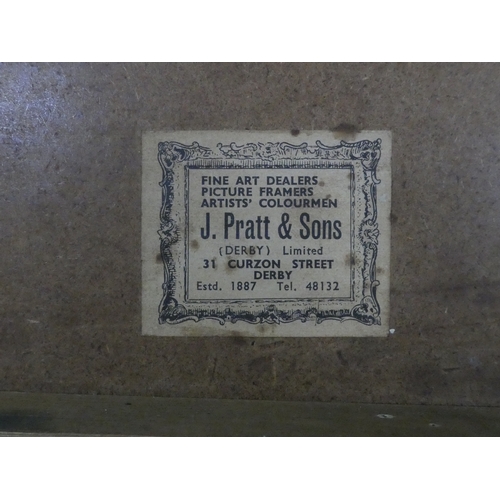 FINE ART DEALERS
PICTURE FRAMERS
ARTISTS' COLOURMEN
J. Pratt & Sons
(DERBY) Limited
31 CURZON STREET
DERBY
Estd. 1887 Tel. 48132